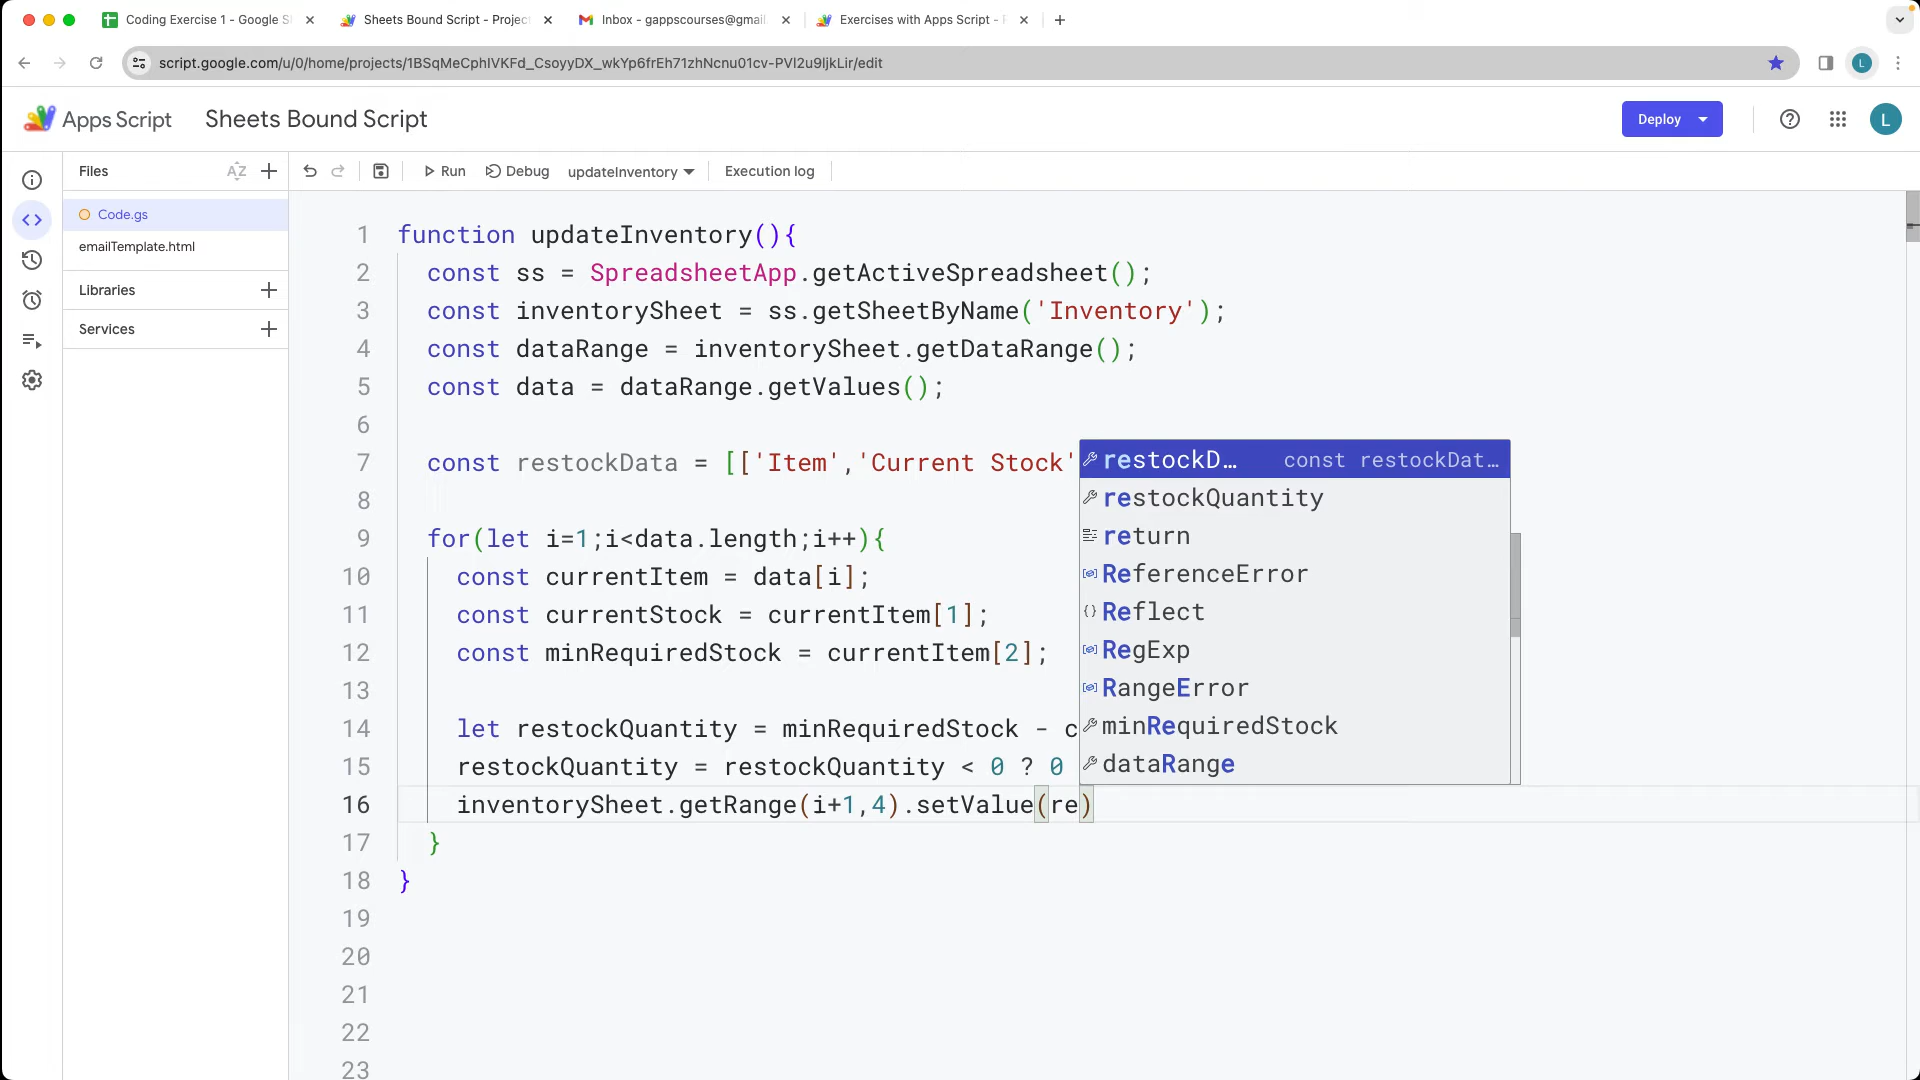 Coding Exercise 1 - Google S
Sheets Bound Script - Projec
Inbox - gappscourses@gmail.
Exercises with Apps Script -
script.google.com/u/0/home/projects/1BSqMeCphlVKFd_CsoyyDX_wkYp6frEh71zhNcnu01cv-PVl2u9ljkLir/edit
L
Apps Script
Sheets Bound Script
Deploy
L
Files
AZ
Run
Debug
updateInventory
Execution log
Code.gs
emailTemplate.html
Libraries
Services
1 function updateInventory(){
2 const ss = SpreadsheetApp.getActiveSpreadsheet();
3 const inventorySheet = ss.getSheetByName('Inventory');
4 const dataRange = inventorySheet.getDataRange();
5 const data = dataRange.getValues();
6
7 const restockData = [['Item','Current Stock'
8
9 for(let i=1;i<data.length;i++){
10 const currentItem = data[i];
11 const currentStock = currentItem[1];
12 const minRequiredStock = currentItem[2];
13
14 let restockQuantity = minRequiredStock - c
15 restockQuantity = restockQuantity < 0 ? 0
16 inventorySheet.getRange(i+1,4).setValue(re)
17 }
18 }
19
20
21
22
23
restockD… const restockDat…
restockQuantity
return
ReferenceError
Reflect
RegExp
RangeError
minRequiredStock
dataRange